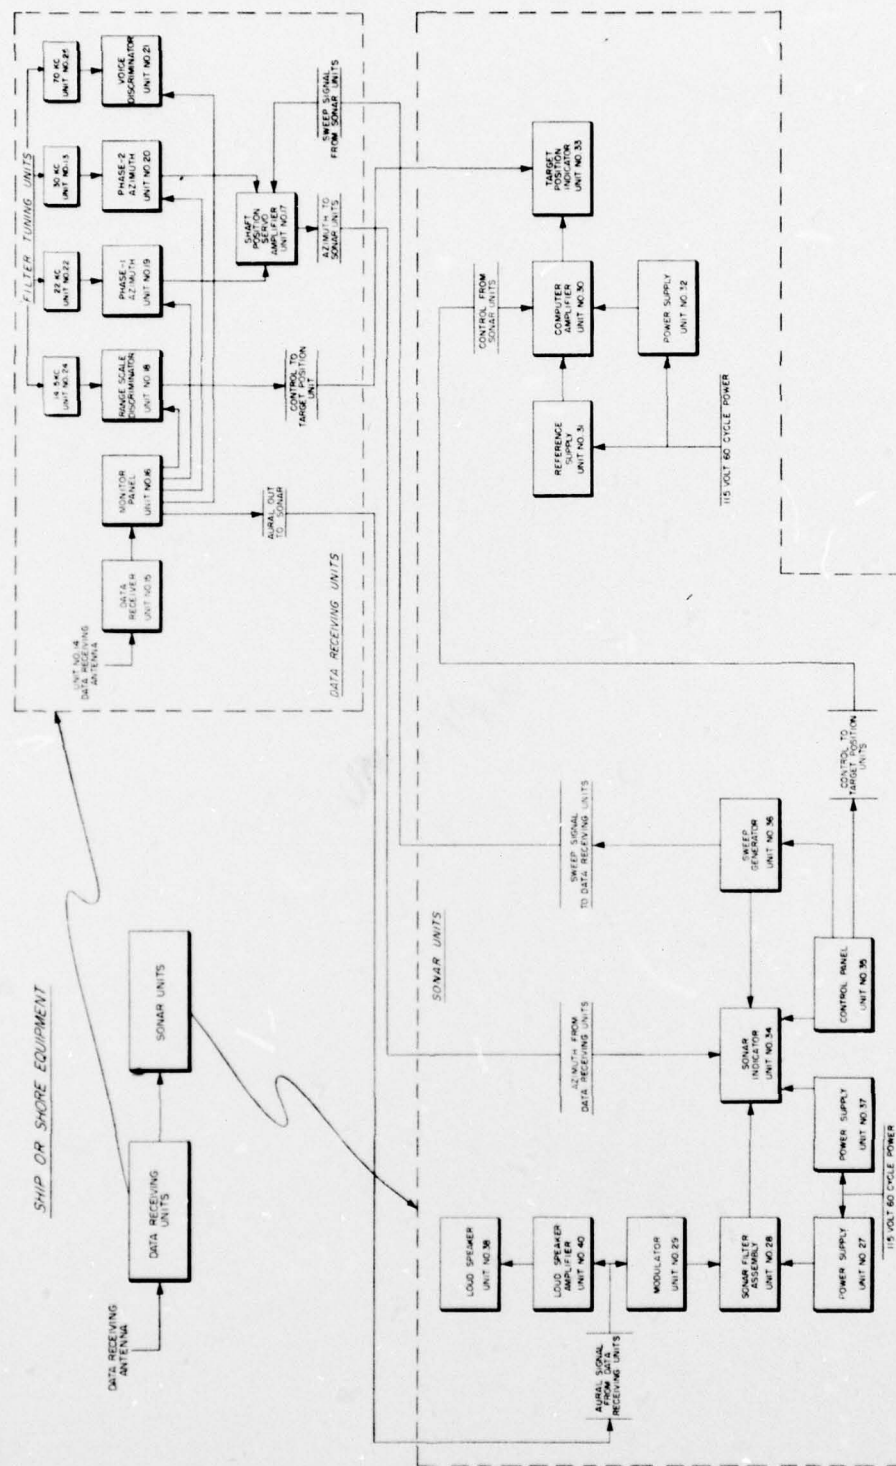 SHIP OR SHORE EQUIPMENT
DATA RECEIVING
ANTENNA
DATA RECEIVING
UNITS
SONAR UNITS
FILTER TUNING UNITS
14.5 KC
UNIT NO.24
22 KC
UNIT NO.22
30 KC
UNIT NO.13
70 KC
UNIT NO.25
UNIT NO.14
DATA RECEIVING
ANTENNA
DATA
RECEIVER
UNIT NO.15
MONITOR
PANEL
UNIT NO.16
RANGE SCALE
DISCRIMINATOR
UNIT NO.18
PHASE-1
AZIMUTH
UNIT NO.19
PHASE-2
AZIMUTH
UNIT NO.20
VOICE
DISCRIMINATOR
UNIT NO.21
SHAFT
POSITION
SERVO
AMPLIFIER
UNIT NO.17
AURAL OUT
TO SONAR
CONTROL TO
TARGET POSITION
UNIT
AZIMUTH TO
SONAR UNITS
SWEEP SIGNAL
FROM SONAR UNITS
DATA RECEIVING UNITS
SONAR UNITS
LOUD SPEAKER
UNIT NO.38
LOUD SPEAKER
AMPLIFIER
UNIT NO.40
MODULATOR
UNIT NO.29
SONAR FILTER
ASSEMBLY
UNIT NO.28
POWER SUPPLY
UNIT NO.27
AURAL SIGNAL
FROM DATA
RECEIVING UNITS
AZIMUTH FROM
DATA RECEIVING UNITS
SWEEP SIGNAL
TO DATA RECEIVING UNITS
SONAR
INDICATOR
UNIT NO.34
POWER SUPPLY
UNIT NO.37
CONTROL PANEL
UNIT NO.35
SWEEP
GENERATOR
UNIT NO.36
CONTROL TO
TARGET POSITION
UNITS
115 VOLT 60 CYCLE POWER
CONTROL FROM
SONAR UNITS
REFERENCE
SUPPLY
UNIT NO.31
COMPUTER
AMPLIFIER
UNIT NO.30
TARGET
POSITION
INDICATOR
UNIT NO.33
POWER SUPPLY
UNIT NO.32
115 VOLT 60 CYCLE POWER